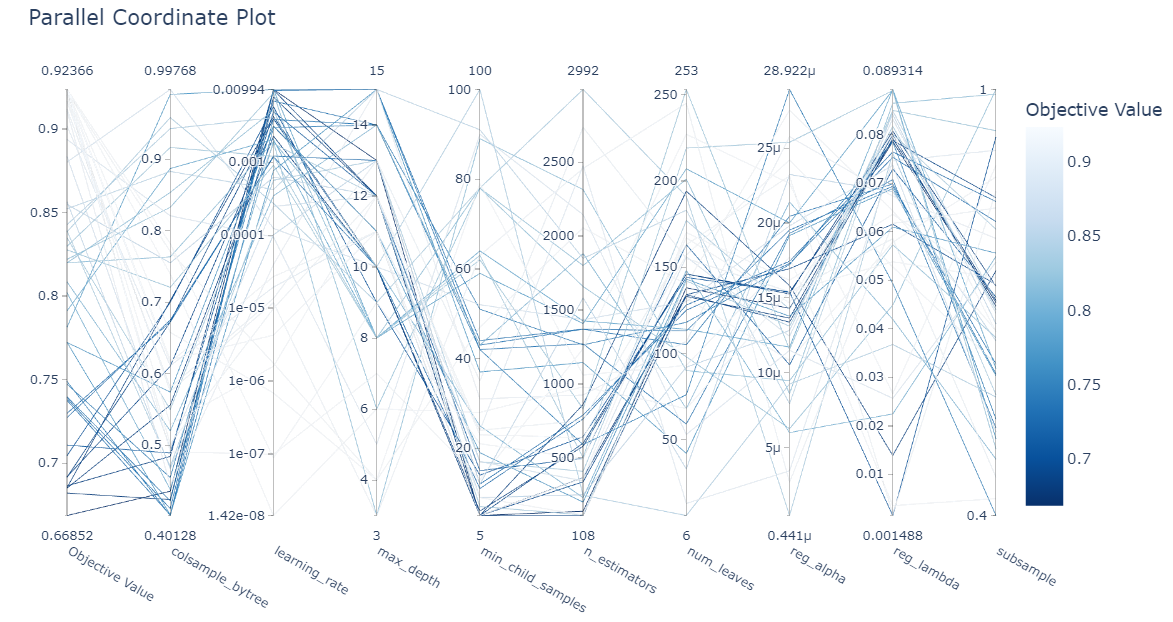 Parallel Coordinate Plot
0.92366 0.99768 0.00994 15 100 2992 253 28.922μ 0.089314 1
0.9
0.85
0.8
0.75
0.7
0.66852
0.9
0.8
0.7
0.6
0.5
0.40128
0.001
0.0001
1e-05
1e-06
1e-07
1.42e-08
14
12
10
8
6
4
3
100
80
60
40
20
5
2500
2000
1500
1000
500
108
250
200
150
100
50
6
25μ
20μ
15μ
10μ
5μ
0.441μ
0.08
0.07
0.06
0.05
0.04
0.03
0.02
0.01
0.001488
0.4
Objective Value
colsample_bytree
learning_rate
max_depth
min_child_samples
n_estimators
num_leaves
reg_alpha
reg_lambda
subsample
Objective Value
0.9
0.85
0.8
0.75
0.7